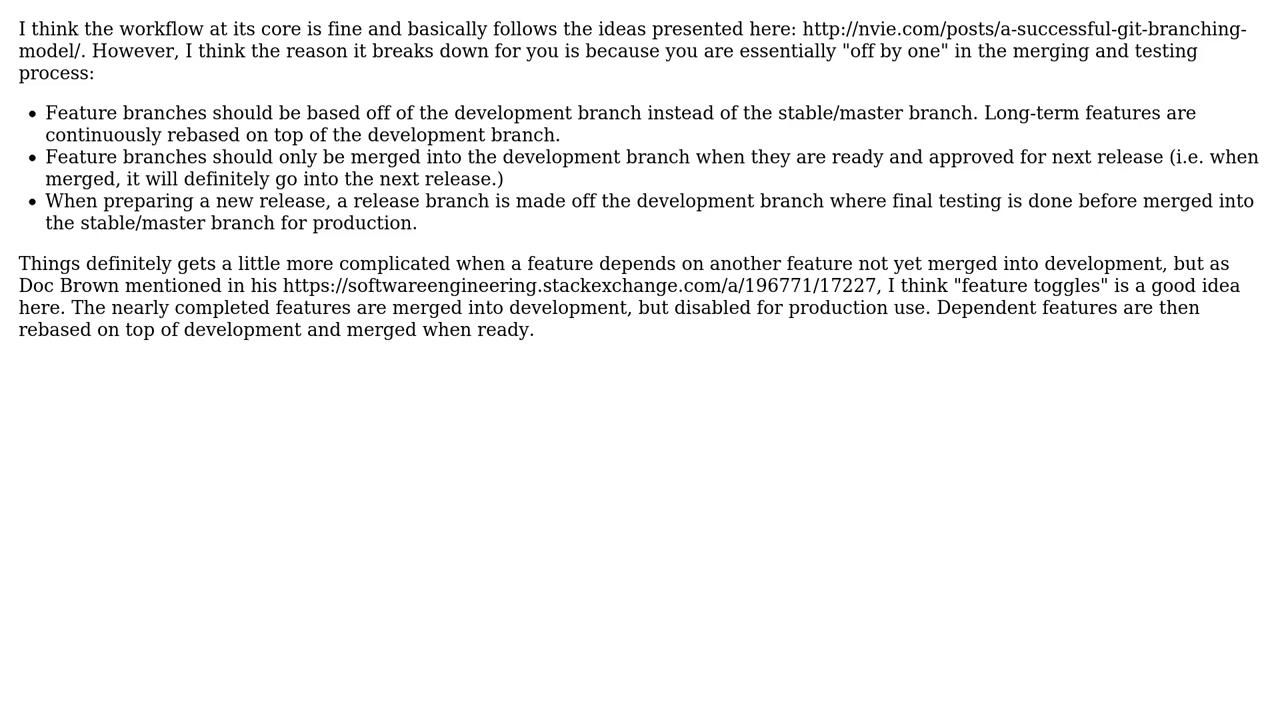 I think the workflow at its core is fine and basically follows the ideas presented here: http://nvie.com/posts/a-successful-git-branching-
model/. However, I think the reason it breaks down for you is because you are essentially "off by one" in the merging and testing
process:
• Feature branches should be based off of the development branch instead of the stable/master branch. Long-term features are
continuously rebased on top of the development branch.
• Feature branches should only be merged into the development branch when they are ready and approved for next release (i.e. when
merged, it will definitely go into the next release.)
• When preparing a new release, a release branch is made off the development branch where final testing is done before merged into
the stable/master branch for production.
Things definitely gets a little more complicated when a feature depends on another feature not yet merged into development, but as
Doc Brown mentioned in his https://softwareengineering.stackexchange.com/a/196771/17227, I think "feature toggles" is a good idea
here. The nearly completed features are merged into development, but disabled for production use. Dependent features are then
rebased on top of development and merged when ready.